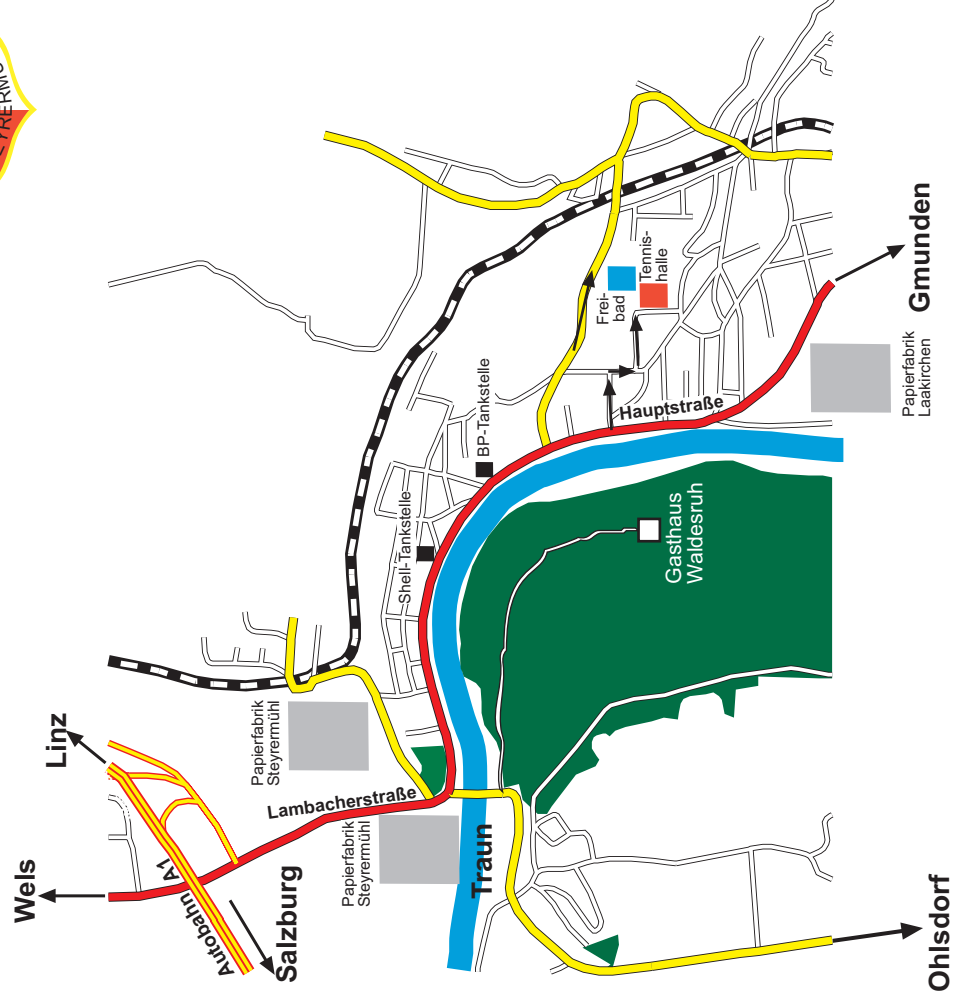 Wels
Linz
Autobahn A1
Salzburg
Lambacherstraße
Papierfabrik
Steyrermühl
Papierfabrik
Steyrermühl
Traun
Ohlsdorf
Shell-Tankstelle
BP-Tankstelle
Gasthaus
Waldesruh
Hauptstraße
Frei-
bad
Tennis-
halle
Papierfabrik
Laakirchen
Gmunden